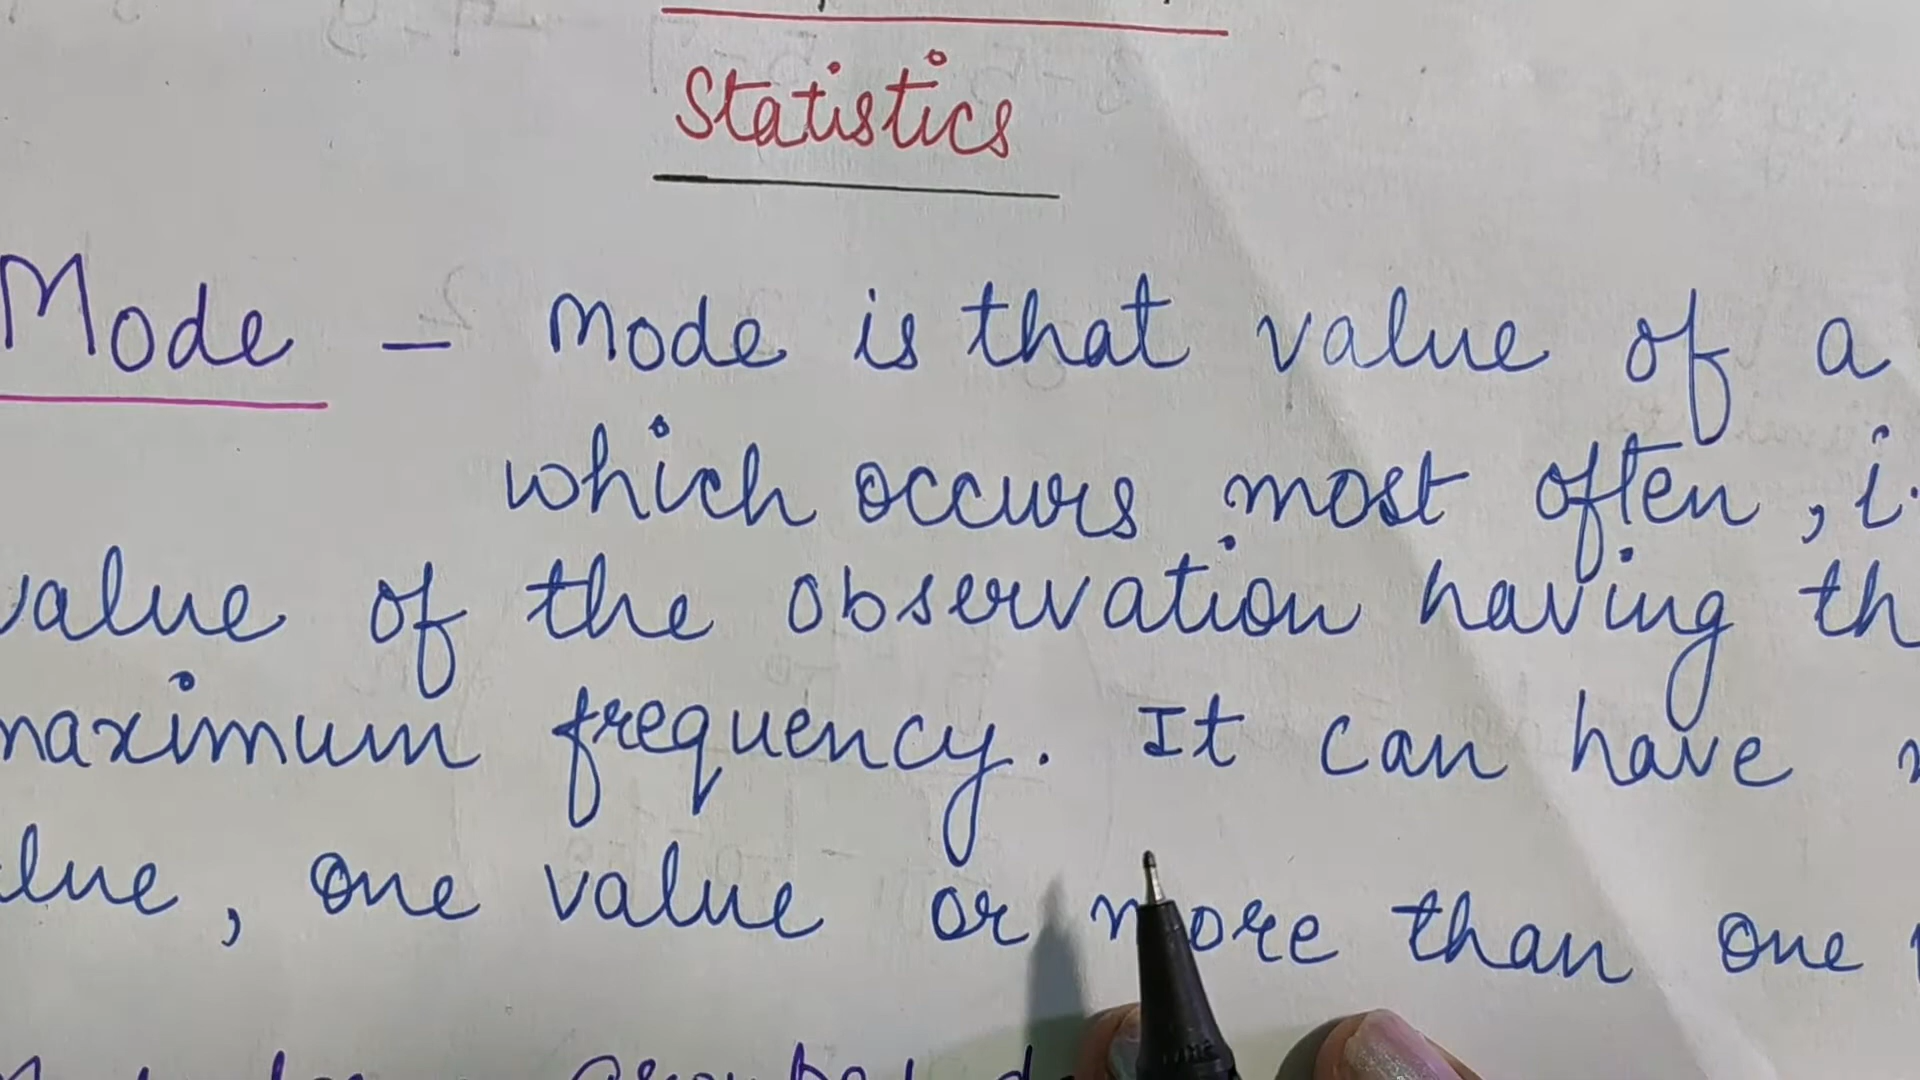 Statistics
Mode - Mode is that value of a
which occurs most often, i.
value of the observation having th
maximum frequency. It can have
lue, one value or more than one
grouped